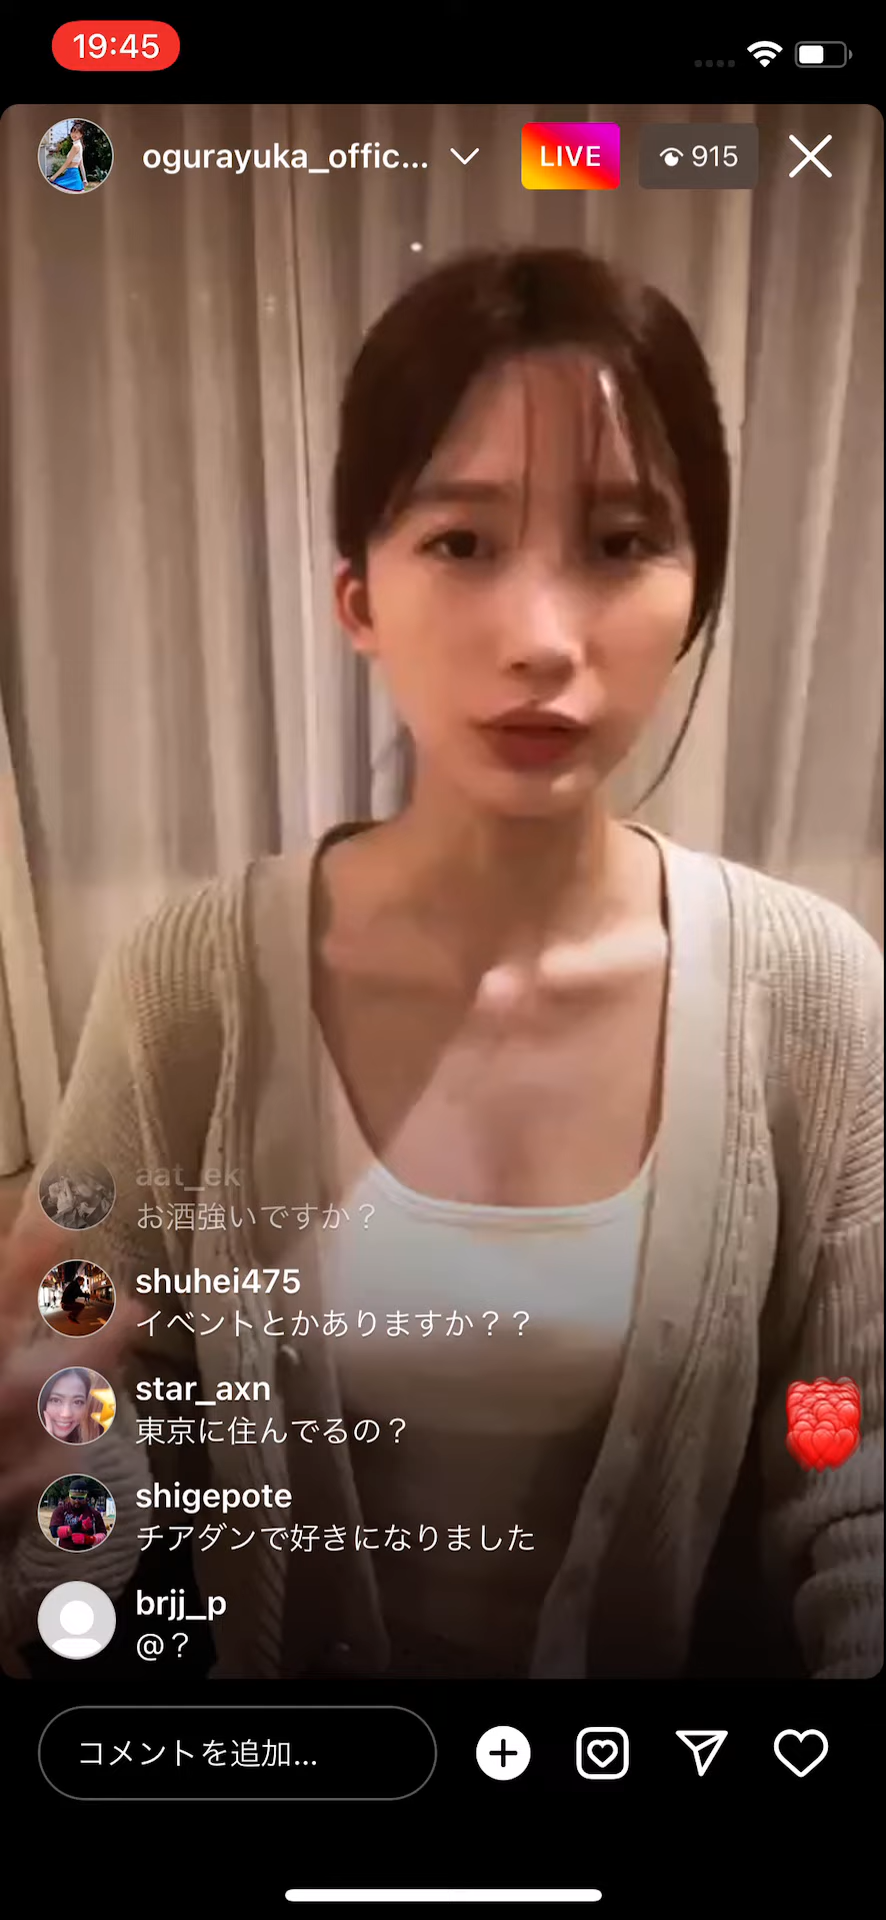 19:45
ogurayuka_offic...
LIVE
915
aat_ek
お酒強いですか？
shuhei475
イベントとかありますか？？
star_axn
東京に住んでるの？
shigepote
チアダンで好きになりました
brjj_p
@？
コメントを追加...